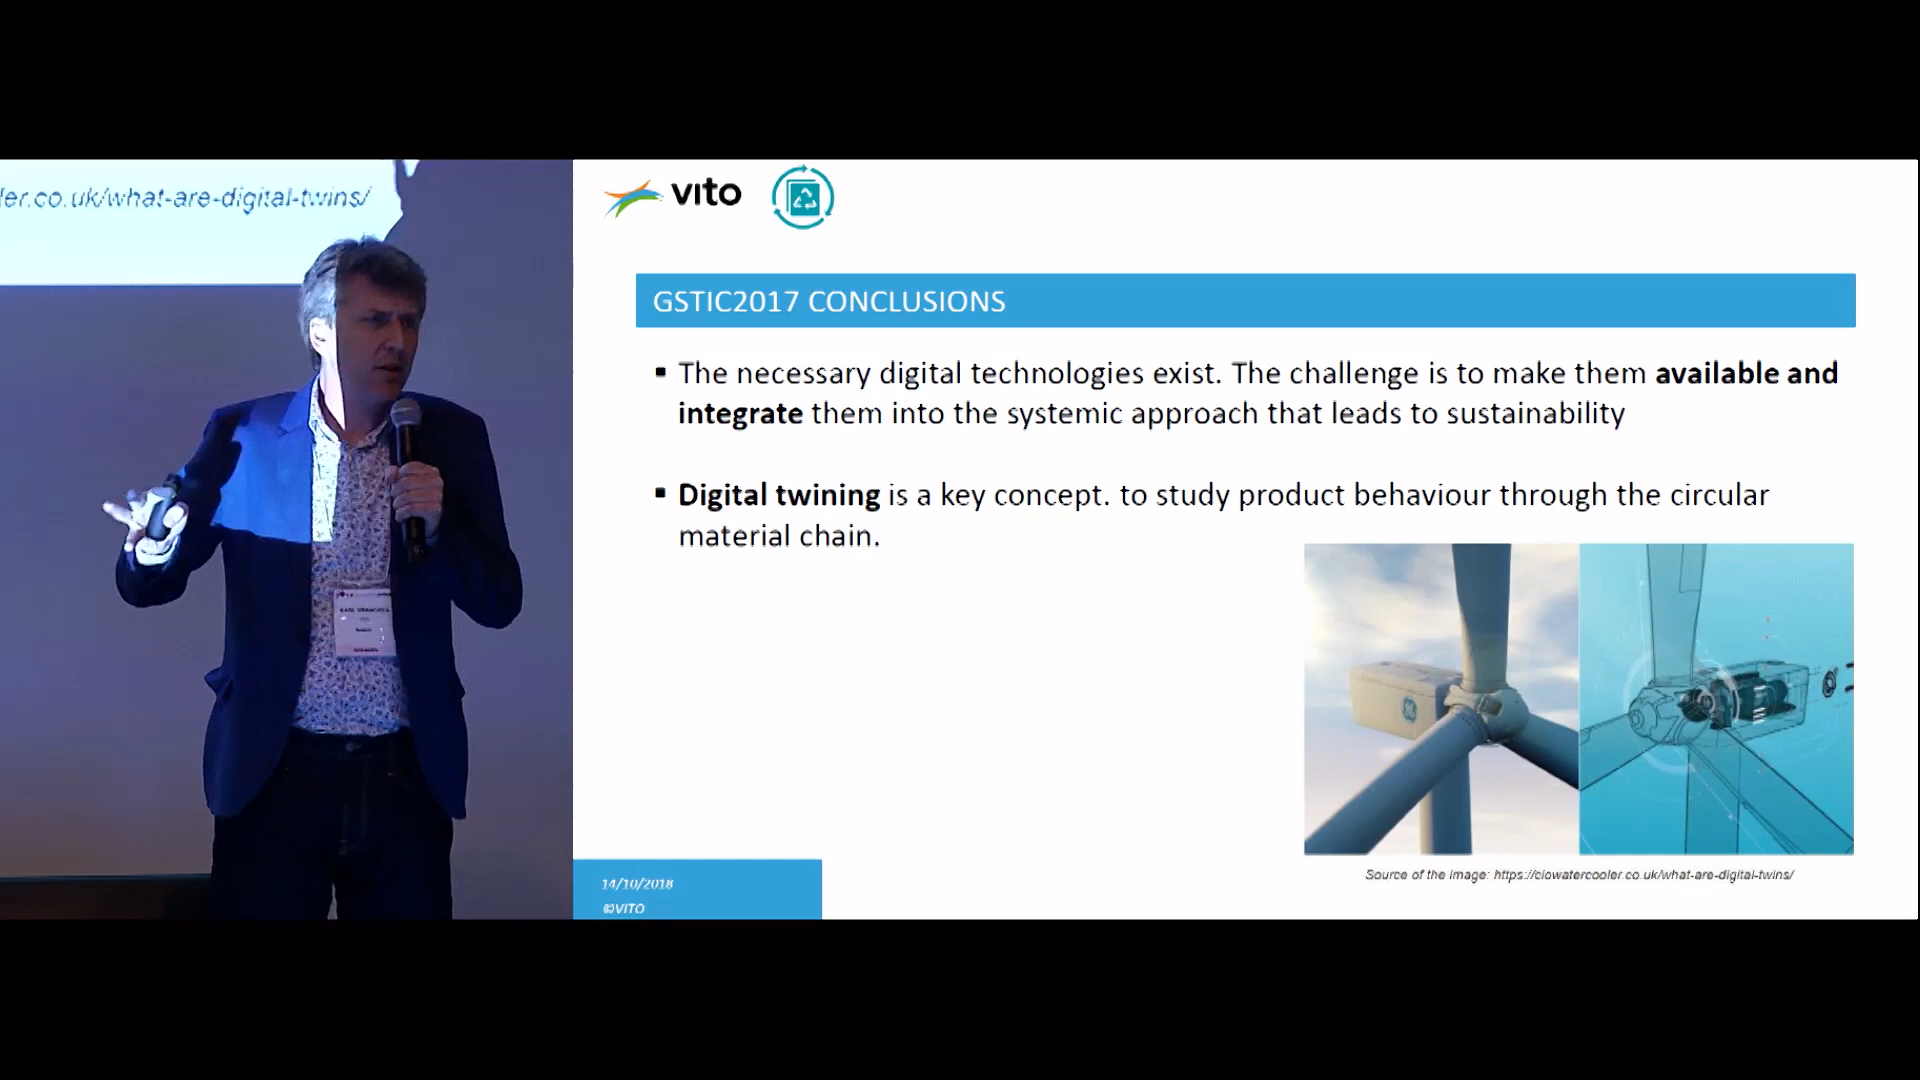 ler.co.uk/what-are-digital-twins/
vito
GSTIC2017 CONCLUSIONS
▪ The necessary digital technologies exist. The challenge is to make them available and
integrate them into the systemic approach that leads to sustainability
▪ Digital twining is a key concept. to study product behaviour through the circular
material chain.
Source of the image: https://ciowatercooler.co.uk/what-are-digital-twins/
14/10/2018
©VITO